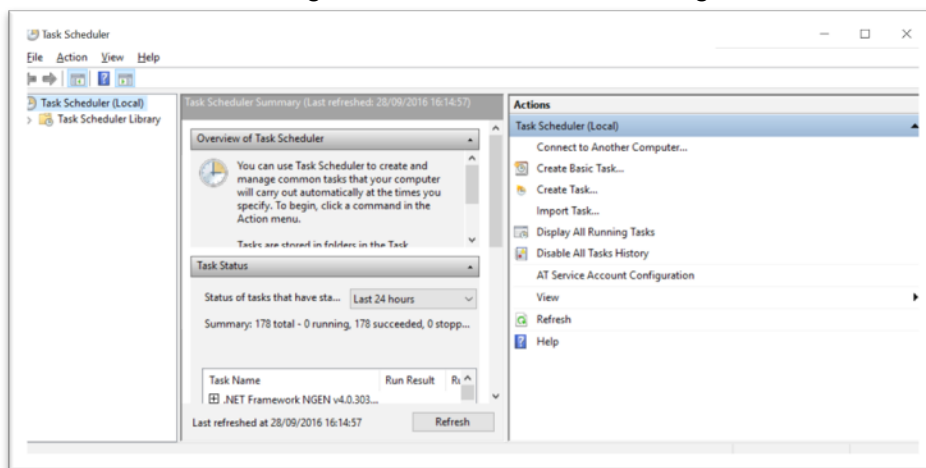 Task Scheduler
File Action View Help
Task Scheduler (Local)
Task Scheduler Library
Task Scheduler Summary (Last refreshed: 28/09/2016 16:14:57)
Overview of Task Scheduler
You can use Task Scheduler to create and
manage common tasks that your computer
will carry out automatically at the times you
specify. To begin, click a command in the
Action menu.
Tasks are stored in folders in the Task
Task Status
Status of tasks that have sta... Last 24 hours
Summary: 178 total - 0 running, 178 succeeded, 0 stopp...
Task Name Run Result
.NET Framework NGEN v4.0.303...
Last refreshed at 28/09/2016 16:14:57 Refresh
Actions
Task Scheduler (Local)
Connect to Another Computer...
Create Basic Task...
Create Task...
Import Task...
Display All Running Tasks
Disable All Tasks History
AT Service Account Configuration
View
Refresh
Help